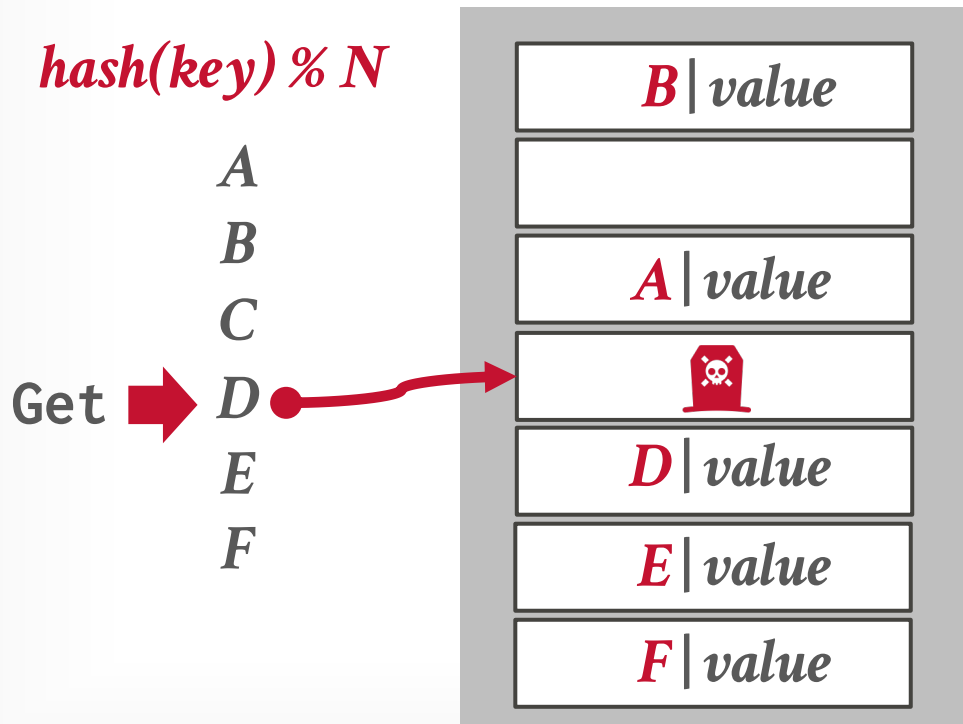 hash(key) % N
A
B
C
Get D
E
F
B|value
A|value
D|value
E|value
F|value